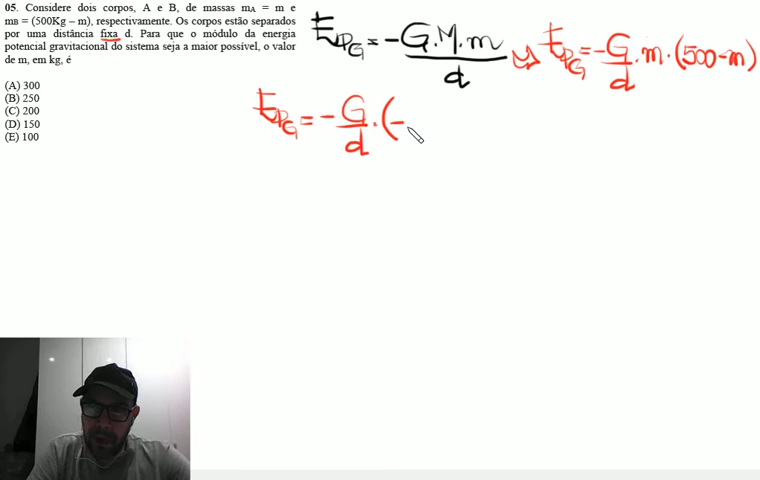 05. Considere dois corpos, A e B, de massas mA = m e
mB = (500Kg – m), respectivamente. Os corpos estão separados
por uma distância fixa d. Para que o módulo da energia
potencial gravitacional do sistema seja a maior possível, o valor
de m, em kg, é
(A) 300
(B) 250
(C) 200
(D) 150
(E) 100
EPG = - G.M.m / d ⇘ EPG = - G/d . m . (500-m)
EPG = - G/d . (-